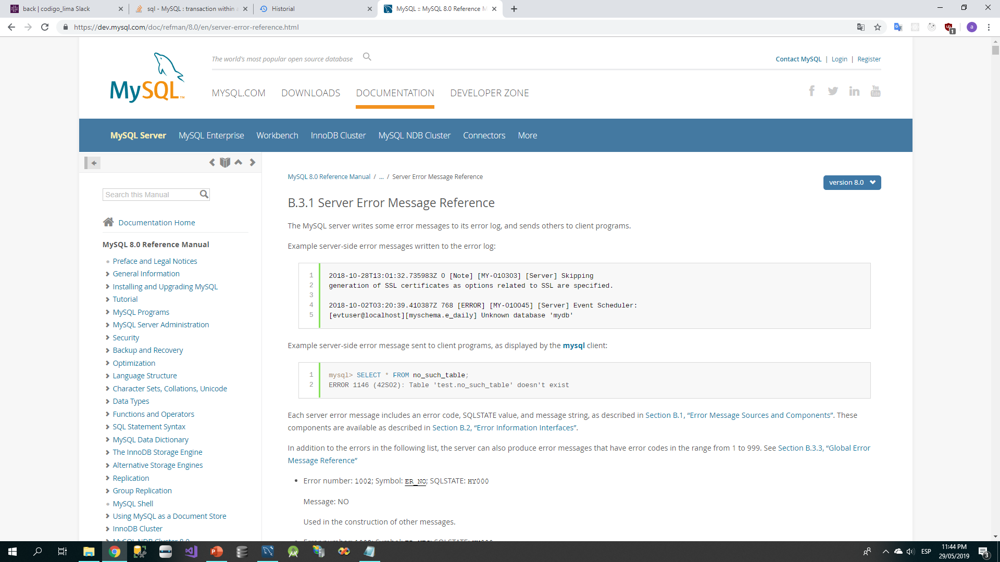 back | codigo_lima Slack
sql - MySQL : transaction within a
Historial
MySQL :: MySQL 8.0 Reference M
https://dev.mysql.com/doc/refman/8.0/en/server-error-reference.html
1
a
The world's most popular open source database
Contact MySQL | Login | Register
MySQL™
MYSQL.COM DOWNLOADS DOCUMENTATION DEVELOPER ZONE
You Tube
MySQL Server MySQL Enterprise Workbench InnoDB Cluster MySQL NDB Cluster Connectors More
Search this Manual
Documentation Home
MySQL 8.0 Reference Manual
Preface and Legal Notices
General Information
Installing and Upgrading MySQL
Tutorial
MySQL Programs
MySQL Server Administration
Security
Backup and Recovery
Optimization
Language Structure
Character Sets, Collations, Unicode
Data Types
Functions and Operators
SQL Statement Syntax
MySQL Data Dictionary
The InnoDB Storage Engine
Alternative Storage Engines
Replication
Group Replication
MySQL Shell
Using MySQL as a Document Store
InnoDB Cluster
MySQL NDB Cluster 8.0
MySQL 8.0 Reference Manual / ... / Server Error Message Reference
version 8.0
B.3.1 Server Error Message Reference
The MySQL server writes some error messages to its error log, and sends others to client programs.
Example server-side error messages written to the error log:
1 2018-10-28T13:01:32.735983Z 0 [Note] [MY-010303] [Server] Skipping
2 generation of SSL certificates as options related to SSL are specified.
3
4 2018-10-02T03:20:39.410387Z 768 [ERROR] [MY-010045] [Server] Event Scheduler:
5 [evtuser@localhost][myschema.e_daily] Unknown database 'mydb'
Example server-side error message sent to client programs, as displayed by the mysql client:
1 mysql> SELECT * FROM no_such_table;
2 ERROR 1146 (42S02): Table 'test.no_such_table' doesn't exist
Each server error message includes an error code, SQLSTATE value, and message string, as described in Section B.1, “Error Message Sources and Components”. These
components are available as described in Section B.2, “Error Information Interfaces”.
In addition to the errors in the following list, the server can also produce error messages that have error codes in the range from 1 to 999. See Section B.3.3, “Global Error
Message Reference”
Error number: 1002; Symbol: ER_NO; SQLSTATE: HY000
Message: NO
Used in the construction of other messages.
ESP
11:44 PM
29/05/2019
3